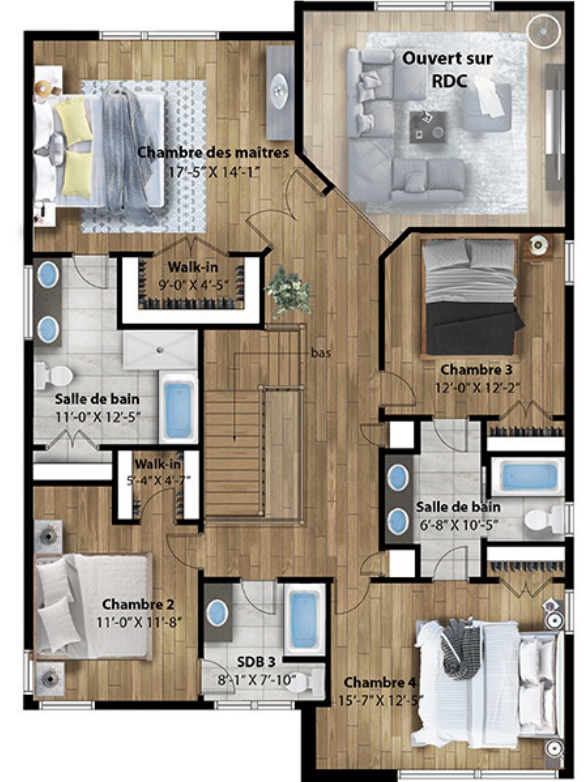 Ouvert sur
RDC
Chambre des maîtres
17'-5" X 14'-1"
Walk-in
9'-0" X 4'-5"
bas
Chambre 3
12'-0" X 12'-2"
Salle de bain
11'-0" X 12'-5"
Walk-in
5'-4" X 4'-7"
Salle de bain
6'-8" X 10'-5"
Chambre 2
11'-0" X 11'-8"
SDB 3
8'-1" X 7'-10"
Chambre 4
15'-7" X 12'-5"